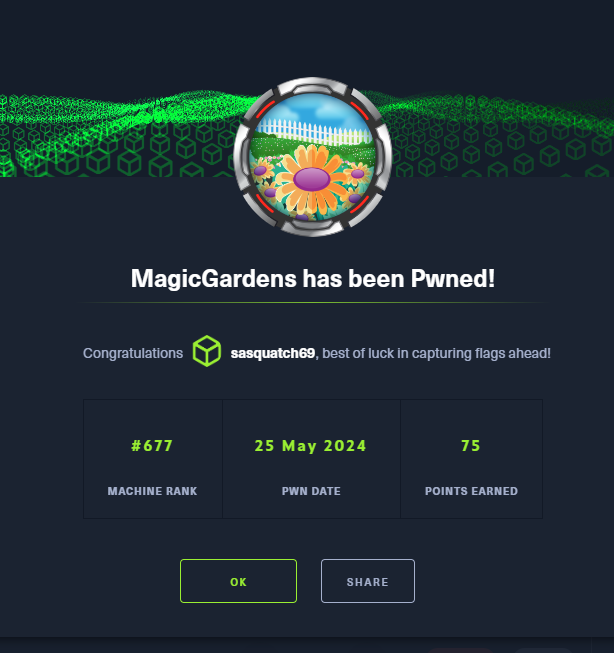 MagicGardens has been Pwned!
Congratulations sasquatch69, best of luck in capturing flags ahead!
#677 25 May 2024 75
MACHINE RANK PWN DATE POINTS EARNED
OK SHARE